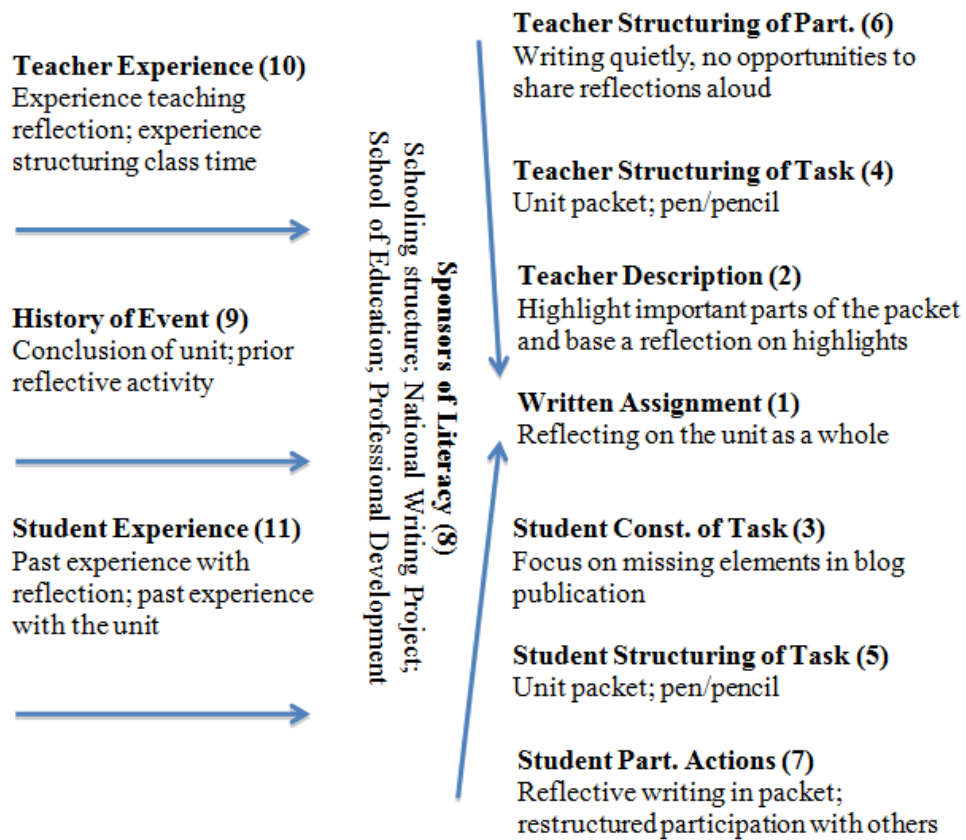 Teacher Experience (10)
Experience teaching
reflection; experience
structuring class time
History of Event (9)
Conclusion of unit; prior
reflective activity
Student Experience (11)
Past experience with
reflection; past experience
with the unit
Sponsors of Literacy (8)
Schooling structure; National Writing Project;
School of Education; Professional Development
Teacher Structuring of Part. (6)
Writing quietly, no opportunities to
share reflections aloud
Teacher Structuring of Task (4)
Unit packet; pen/pencil
Teacher Description (2)
Highlight important parts of the packet
and base a reflection on highlights
Written Assignment (1)
Reflecting on the unit as a whole
Student Const. of Task (3)
Focus on missing elements in blog
publication
Student Structuring of Task (5)
Unit packet; pen/pencil
Student Part. Actions (7)
Reflective writing in packet;
restructured participation with others